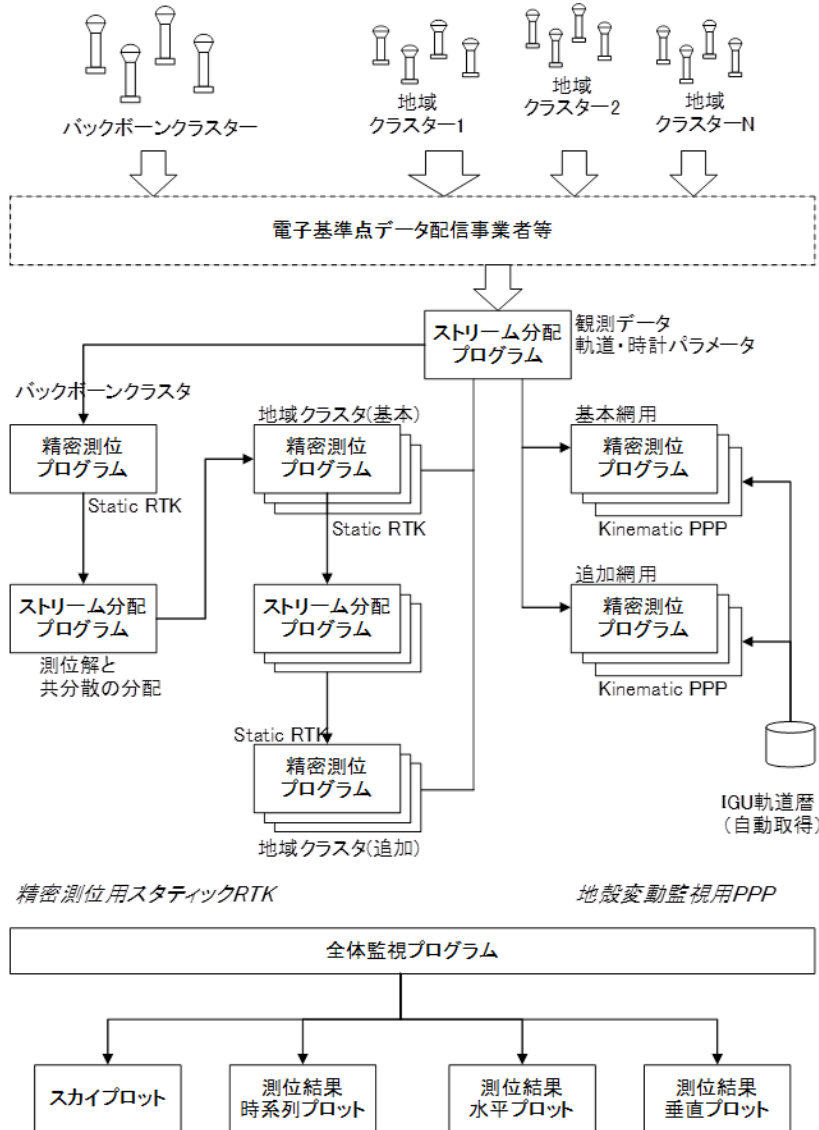 バックボーンクラスター
地域
クラスター1
地域
クラスター2
地域
クラスターN
電子基準点データ配信事業者等
ストリーム分配
プログラム
観測データ
軌道・時計パラメータ
バックボーンクラスタ
精密測位
プログラム
Static RTK
ストリーム分配
プログラム
測位解と
共分散の分配
地域クラスタ(基本)
精密測位
プログラム
Static RTK
ストリーム分配
プログラム
Static RTK
精密測位
プログラム
地域クラスタ(追加)
基本網用
精密測位
プログラム
Kinematic PPP
追加網用
精密測位
プログラム
Kinematic PPP
IGU軌道暦
（自動取得）
精密測位用スタティックRTK
地殻変動監視用PPP
全体監視プログラム
スカイプロット
測位結果
時系列プロット
測位結果
水平プロット
測位結果
垂直プロット